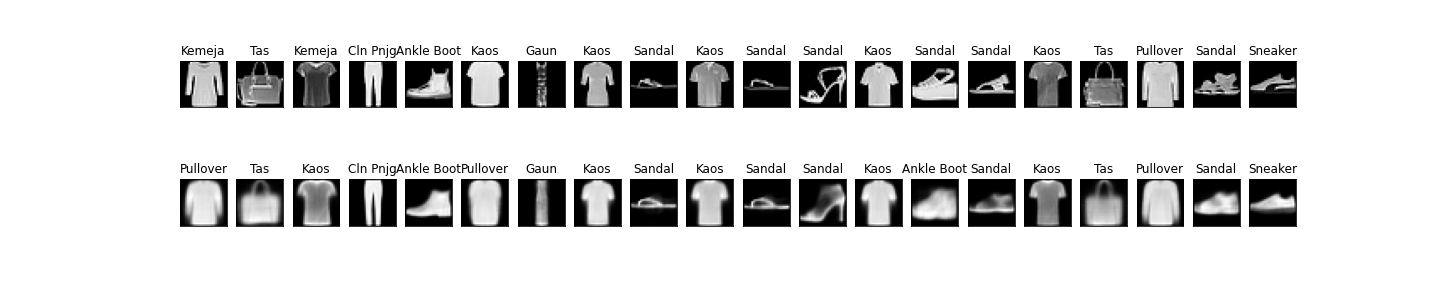 Kemeja Tas Kemeja Cln Pnjg Ankle Boot Kaos Gaun Kaos Sandal Kaos Sandal Sandal Kaos Sandal Sandal Kaos Tas Pullover Sandal Sneaker
Pullover Tas Kaos Cln Pnjg Ankle Boot Pullover Gaun Kaos Sandal Kaos Sandal Sandal Kaos Ankle Boot Sandal Kaos Tas Pullover Sandal Sneaker